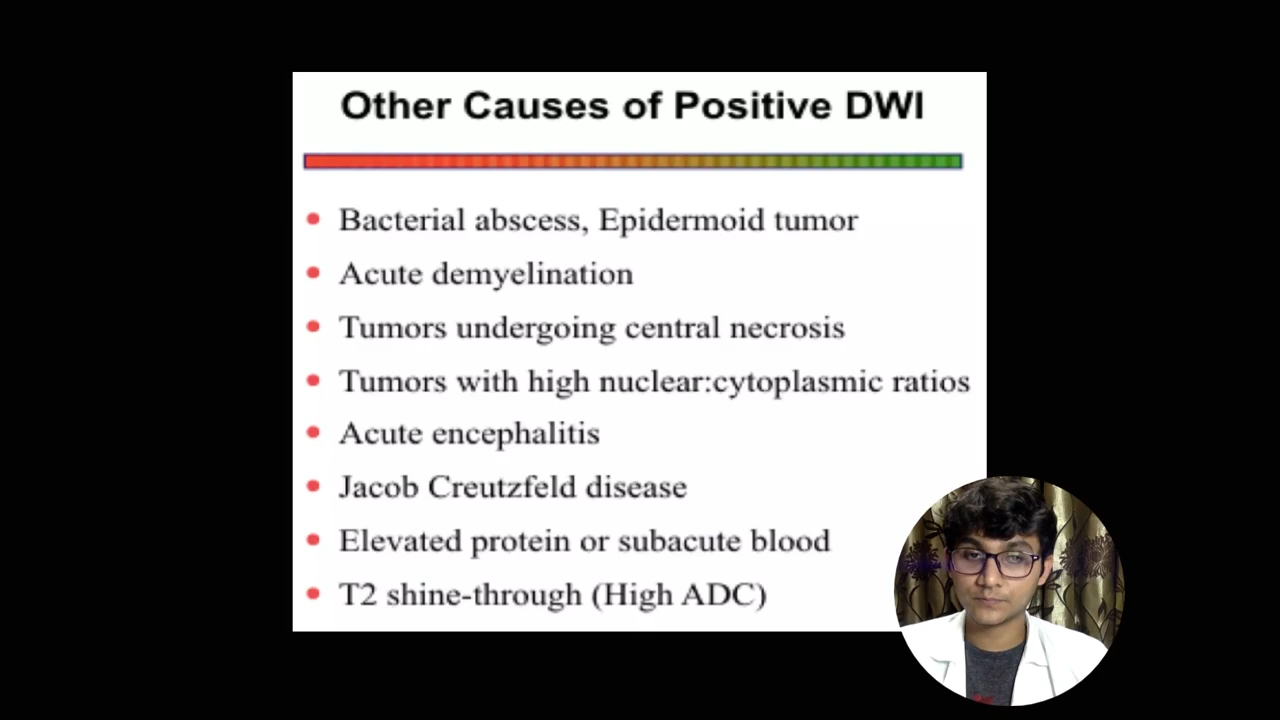 Other Causes of Positive DWI
Bacterial abscess, Epidermoid tumor
Acute demyelination
Tumors undergoing central necrosis
Tumors with high nuclear:cytoplasmic ratios
Acute encephalitis
Jacob Creutzfeld disease
Elevated protein or subacute blood
T2 shine-through (High ADC)